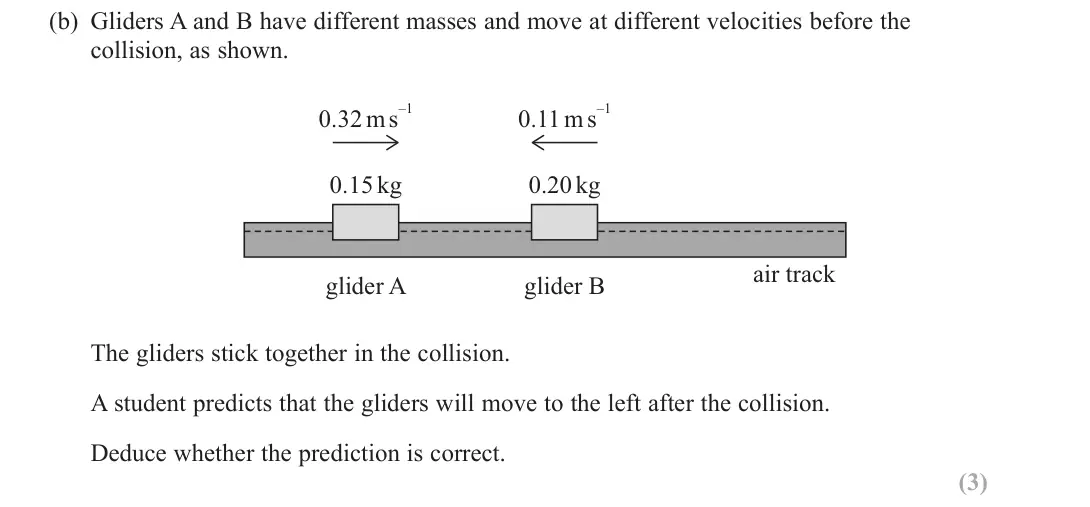 (b) Gliders A and B have different masses and move at different velocities before the
collision, as shown.
0.32 m s⁻¹ 0.11 m s⁻¹
0.15 kg 0.20 kg
glider A glider B air track
The gliders stick together in the collision.
A student predicts that the gliders will move to the left after the collision.
Deduce whether the prediction is correct.
(3)